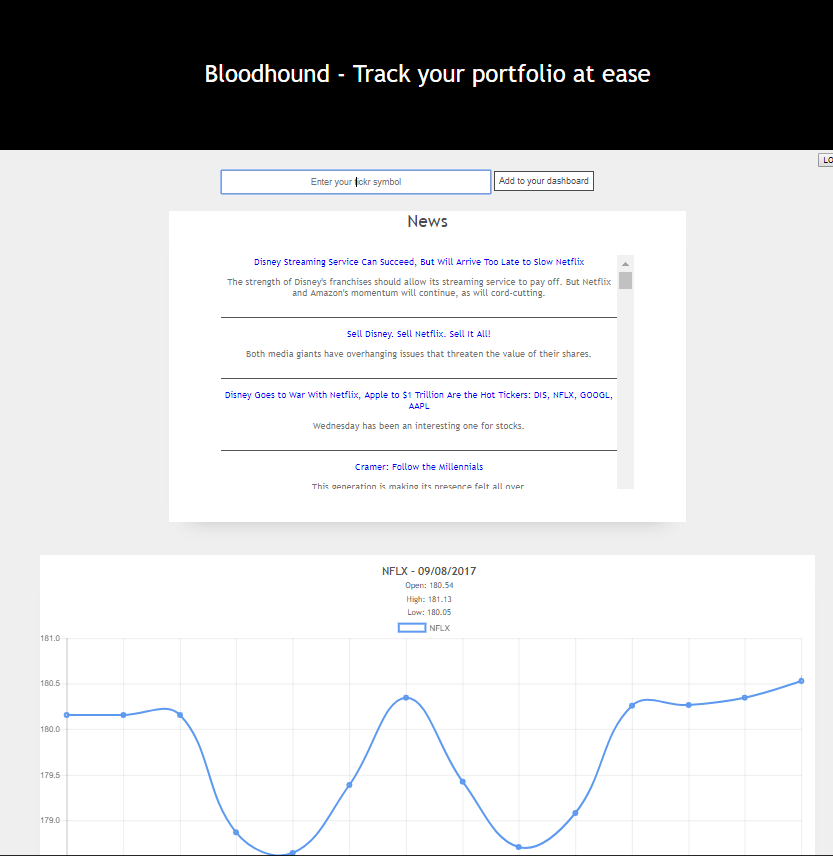 Bloodhound - Track your portfolio at ease
LO
Enter your tickr symbol
Add to your dashboard
News
Disney Streaming Service Can Succeed, But Will Arrive Too Late to Slow Netflix
The strength of Disney's franchises should allow its streaming service to pay off. But Netflix
and Amazon's momentum will continue, as will cord-cutting.
Sell Disney. Sell Netflix. Sell It All!
Both media giants have overhanging issues that threaten the value of their shares.
Disney Goes to War With Netflix, Apple to $1 Trillion Are the Hot Tickers: DIS, NFLX, GOOGL,
AAPL
Wednesday has been an interesting one for stocks.
Cramer: Follow the Millennials
This generation is making its presence felt all over
NFLX - 09/08/2017
Open: 180.54
High: 181.13
Low: 180.05
NFLX
181.0
180.5
180.0
179.5
179.0